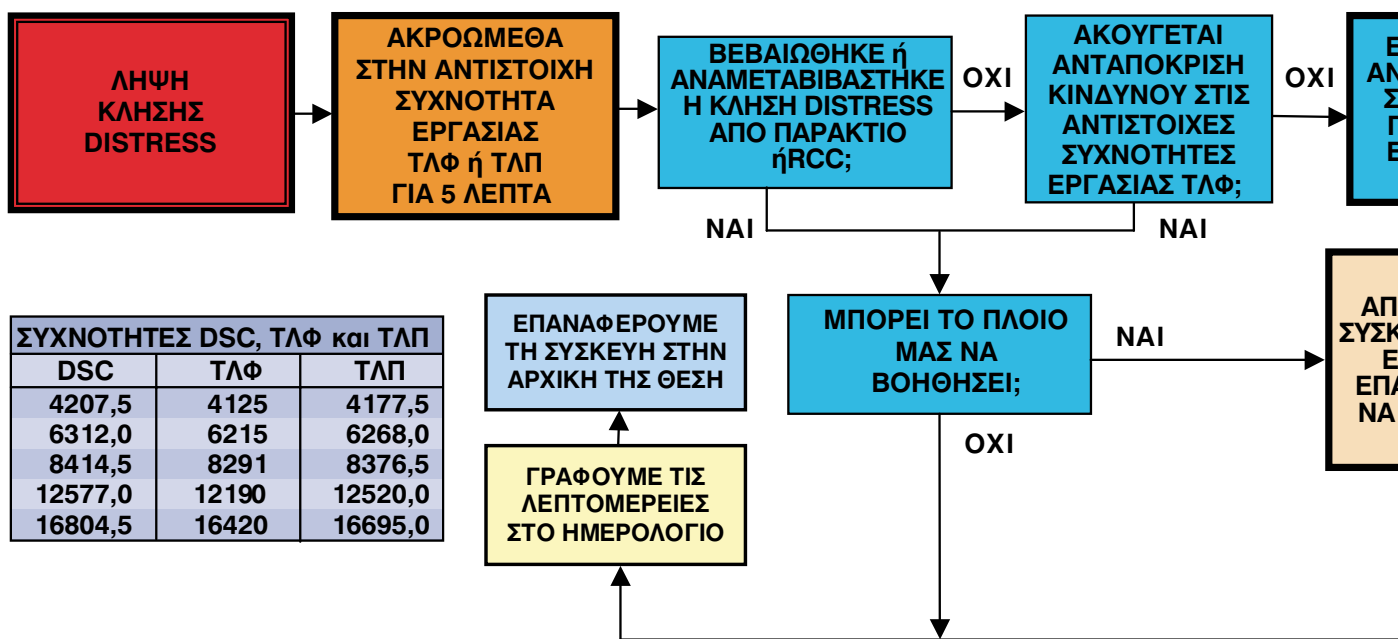 ΛΗΨΗ
ΚΛΗΣΗΣ
DISTRESS
ΑΚΡΟΩΜΕΘΑ
ΣΤΗΝ ΑΝΤΙΣΤΟΙΧΗ
ΣΥΧΝΟΤΗΤΑ
ΕΡΓΑΣΙΑΣ
ΤΛΦ ή ΤΛΠ
ΓΙΑ 5 ΛΕΠΤΑ
ΒΕΒΑΙΩΘΗΚΕ ή
ΑΝΑΜΕΤΑΒΙΒΑΣΤΗΚΕ
Η ΚΛΗΣΗ DISTRESS
ΑΠΟ ΠΑΡΑΚΤΙΟ
ήRCC;
ΟΧΙ
ΑΚΟΥΓΕΤΑΙ
ΑΝΤΑΠΟΚΡΙΣΗ
ΚΙΝΔΥΝΟΥ ΣΤΙΣ
ΑΝΤΙΣΤΟΙΧΕΣ
ΣΥΧΝΟΤΗΤΕΣ
ΕΡΓΑΣΙΑΣ ΤΛΦ;
ΟΧΙ
ΝΑΙ
ΝΑΙ
ΣΥΧΝΟΤΗΤΕΣ DSC, ΤΛΦ και ΤΛΠ
DSC ΤΛΦ ΤΛΠ
4207,5 4125 4177,5
6312,0 6215 6268,0
8414,5 8291 8376,5
12577,0 12190 12520,0
16804,5 16420 16695,0
ΕΠΑΝΑΦΕΡΟΥΜΕ
ΤΗ ΣΥΣΚΕΥΗ ΣΤΗΝ
ΑΡΧΙΚΗ ΤΗΣ ΘΕΣΗ
ΓΡΑΦΟΥΜΕ ΤΙΣ
ΛΕΠΤΟΜΕΡΕΙΕΣ
ΣΤΟ ΗΜΕΡΟΛΟΓΙΟ
ΜΠΟΡΕΙ ΤΟ ΠΛΟΙΟ
ΜΑΣ ΝΑ
ΒΟΗΘΗΣΕΙ;
ΝΑΙ
ΟΧΙ
ΝΑ